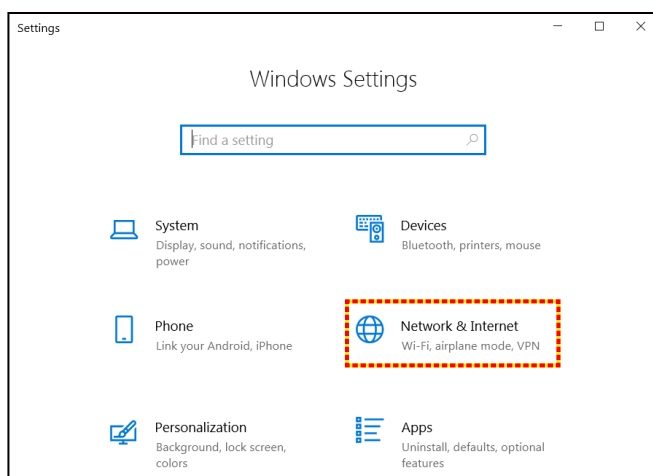 Settings
Windows Settings
Find a setting
System
Display, sound, notifications,
power
Devices
Bluetooth, printers, mouse
Phone
Link your Android, iPhone
Network & Internet
Wi-Fi, airplane mode, VPN
Personalization
Background, lock screen,
colors
Apps
Uninstall, defaults, optional
features